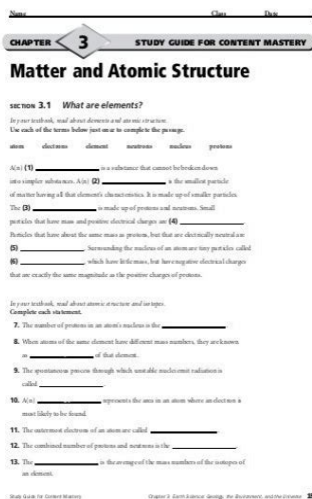 Name Class Date
CHAPTER 3 STUDY GUIDE FOR CONTENT MASTERY
Matter and Atomic Structure
SECTION 3.1 What are elements?
In your textbook, read about elements and atomic structure.
Use each of the terms below just once to complete the passage.
atom electrons element neutrons nucleus protons
A(n) (1) is a substance that cannot be broken down
into simpler substances. A(n) (2) is the smallest particle
of matter having all that element's characteristics. It is made up of smaller particles.
The (3) is made up of protons and neutrons. Small
particles that have mass and positive electrical charges are (4)
Particles that have about the same mass as protons, but that are electrically neutral are
(5) . Surrounding the nucleus of an atom are tiny particles called
(6) , which have little mass, but have negative electrical charges
that are exactly the same magnitude as the positive charges of protons.
In your textbook, read about atomic structure and isotopes.
Complete each statement.
7. The number of protons in an atom's nucleus is the
8. When atoms of the same element have different mass numbers, they are known
as of that element.
9. The spontaneous process through which unstable nuclei emit radiation is
called .
10. A(n) represents the area in an atom where an electron is
most likely to be found.
11. The outermost electrons of an atom are called .
12. The combined number of protons and neutrons is the .
13. The is the average of the mass numbers of the isotopes of
an element.
Study Guide for Content Mastery Chapter 3 Earth Science: Geology, the Environment, and the Universe